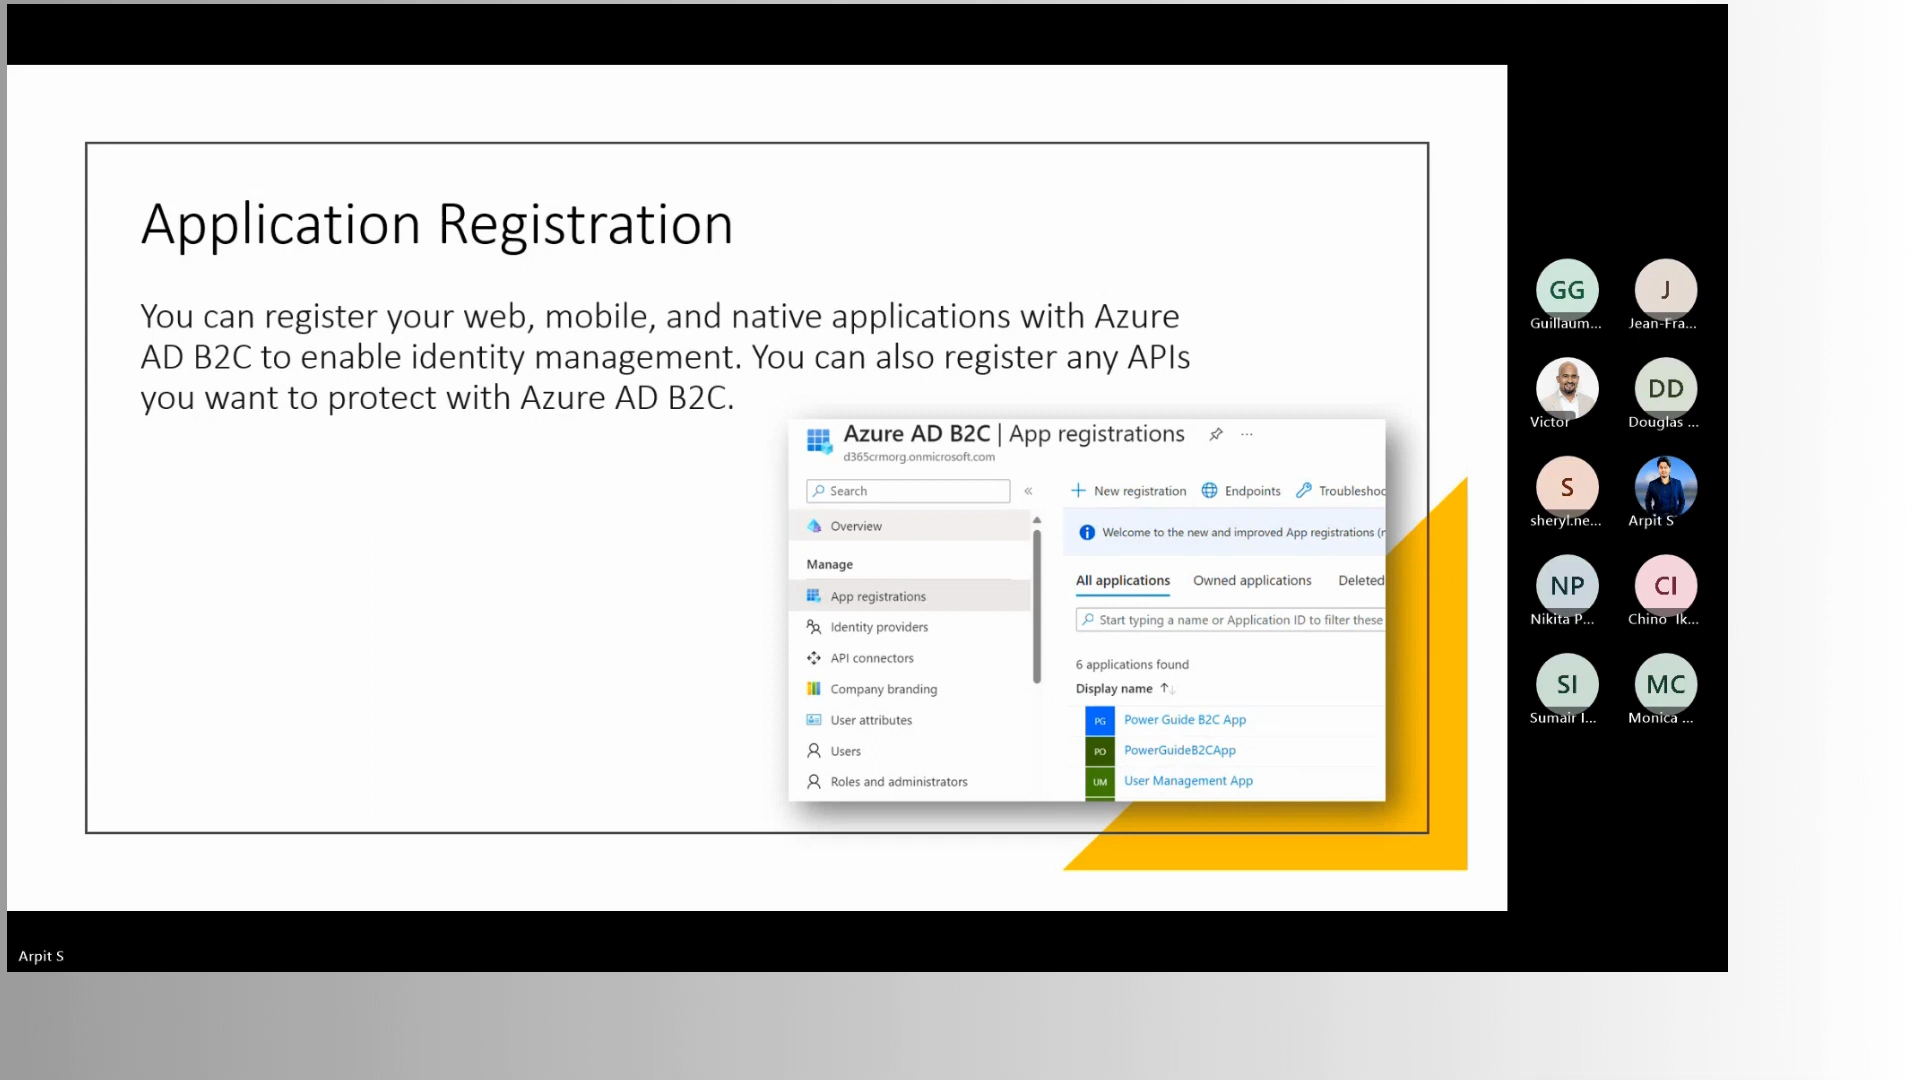 Application Registration
You can register your web, mobile, and native applications with Azure
AD B2C to enable identity management. You can also register any APIs
you want to protect with Azure AD B2C.
Azure AD B2C | App registrations
d365crmorg.onmicrosoft.com
Search
Overview
Manage
App registrations
Identity providers
API connectors
Company branding
User attributes
Users
Roles and administrators
New registration
Endpoints
Troubleshoo
Welcome to the new and improved App registrations (n
All applications
Owned applications
Deleted
Start typing a name or Application ID to filter these
6 applications found
Display name
PG Power Guide B2C App
PO PowerGuideB2CApp
UM User Management App
GG
Guillaum...
J
Jean-Fra...
Victor
DD
Douglas ...
S
sheryl.ne...
Arpit S
NP
Nikita P...
CI
Chino Ik...
SI
Sumair I...
MC
Monica ...
Arpit S